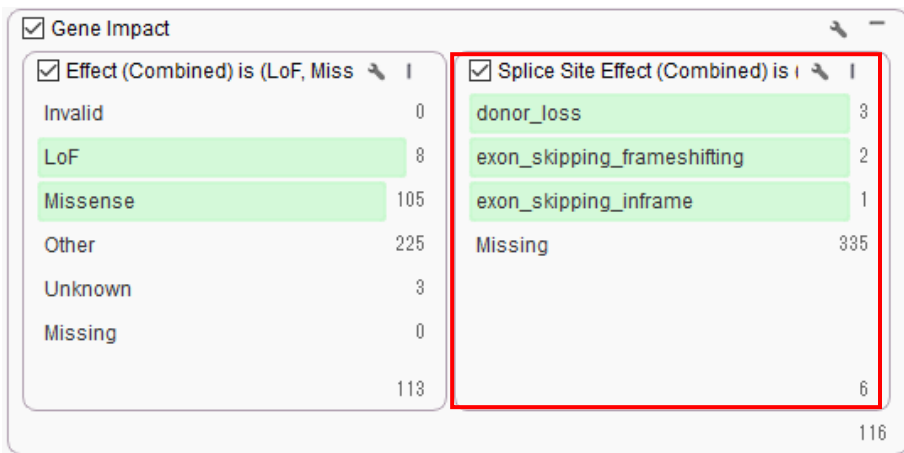 Gene Impact
Effect (Combined) is (LoF, Miss
Invalid 0
LoF 8
Missense 105
Other 225
Unknown 3
Missing 0
113
Splice Site Effect (Combined) is (
donor_loss 3
exon_skipping_frameshifting 2
exon_skipping_inframe 1
Missing 335
6
116